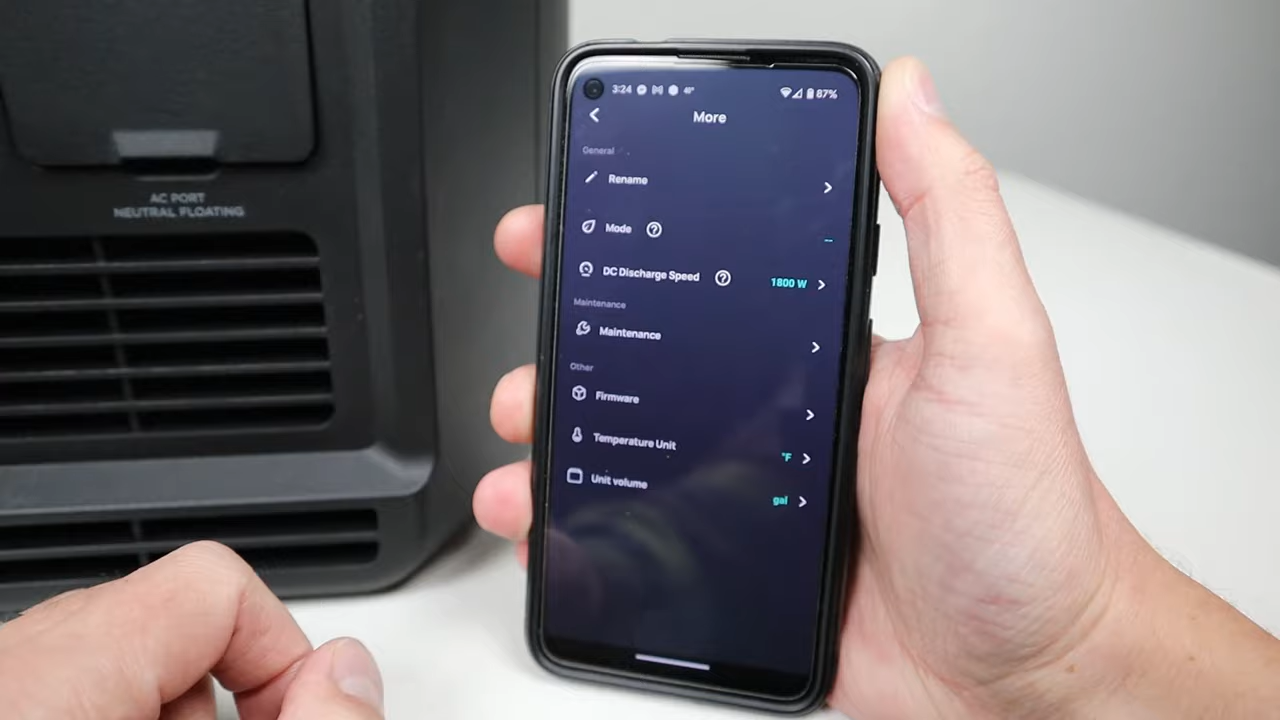 AC PORT
NEUTRAL FLOATING
3:24 87%
More
General
Rename
Mode ?
--
DC Discharge Speed ? 1800 W
Maintenance
Maintenance
Other
Firmware
Temperature Unit °F
Unit volume gal